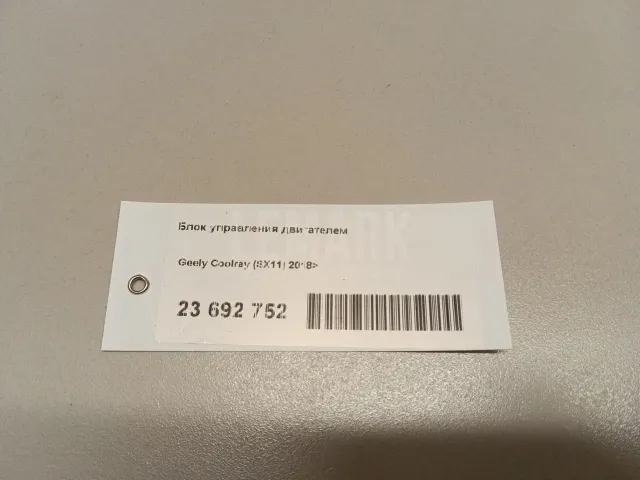 Блок управления двигателем
Geely Coolray (SX11) 2018>
23 692 752